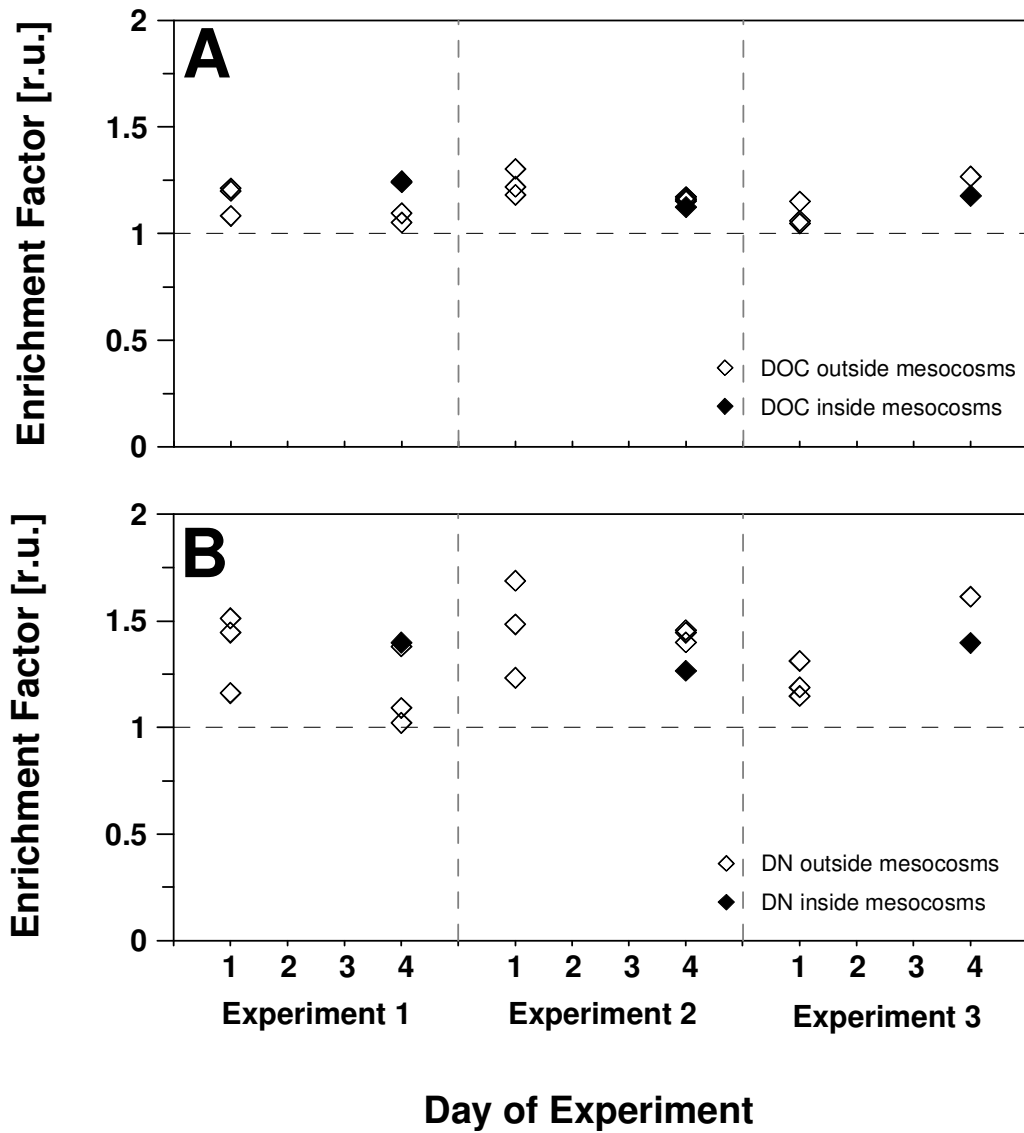 A
Enrichment Factor [r.u.]
2
1.5
1
0.5
0
DOC outside mesocosms
DOC inside mesocosms
B
Enrichment Factor [r.u.]
2
1.5
1
0.5
0
DN outside mesocosms
DN inside mesocosms
1 2 3 4 1 2 3 4 1 2 3 4
Experiment 1 Experiment 2 Experiment 3
Day of Experiment